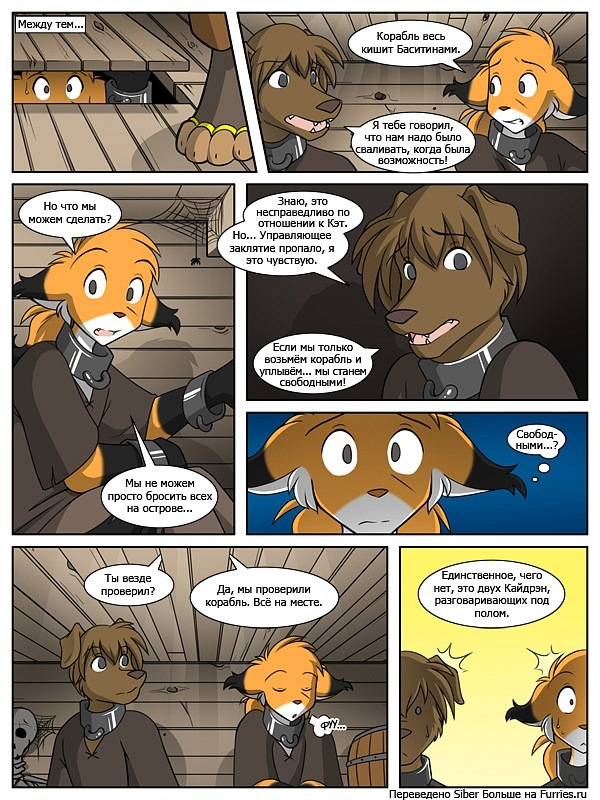 Между тем...
Корабль весь
кишит Баситинами.
Я тебе говорил,
что нам надо было
сваливать, когда была
возможность!
Но что мы
можем сделать?
Мы не можем
просто бросить всех
на острове...
Знаю, это
несправедливо по
отношении к Кэт.
Но... Управляющее
заклятие пропало, я
это чувствую.
Если мы только
возьмём корабль и
уплывём... мы станем
свободными!
Свобод-
ными...?
Ты везде
проверил?
Да, мы проверили
корабль. Всё на месте.
ФУУ...
Единственное, чего
нет, это двух Кайдрэн,
разговаривающих под
полом.
Переведено Siber Больше на Furries.ru